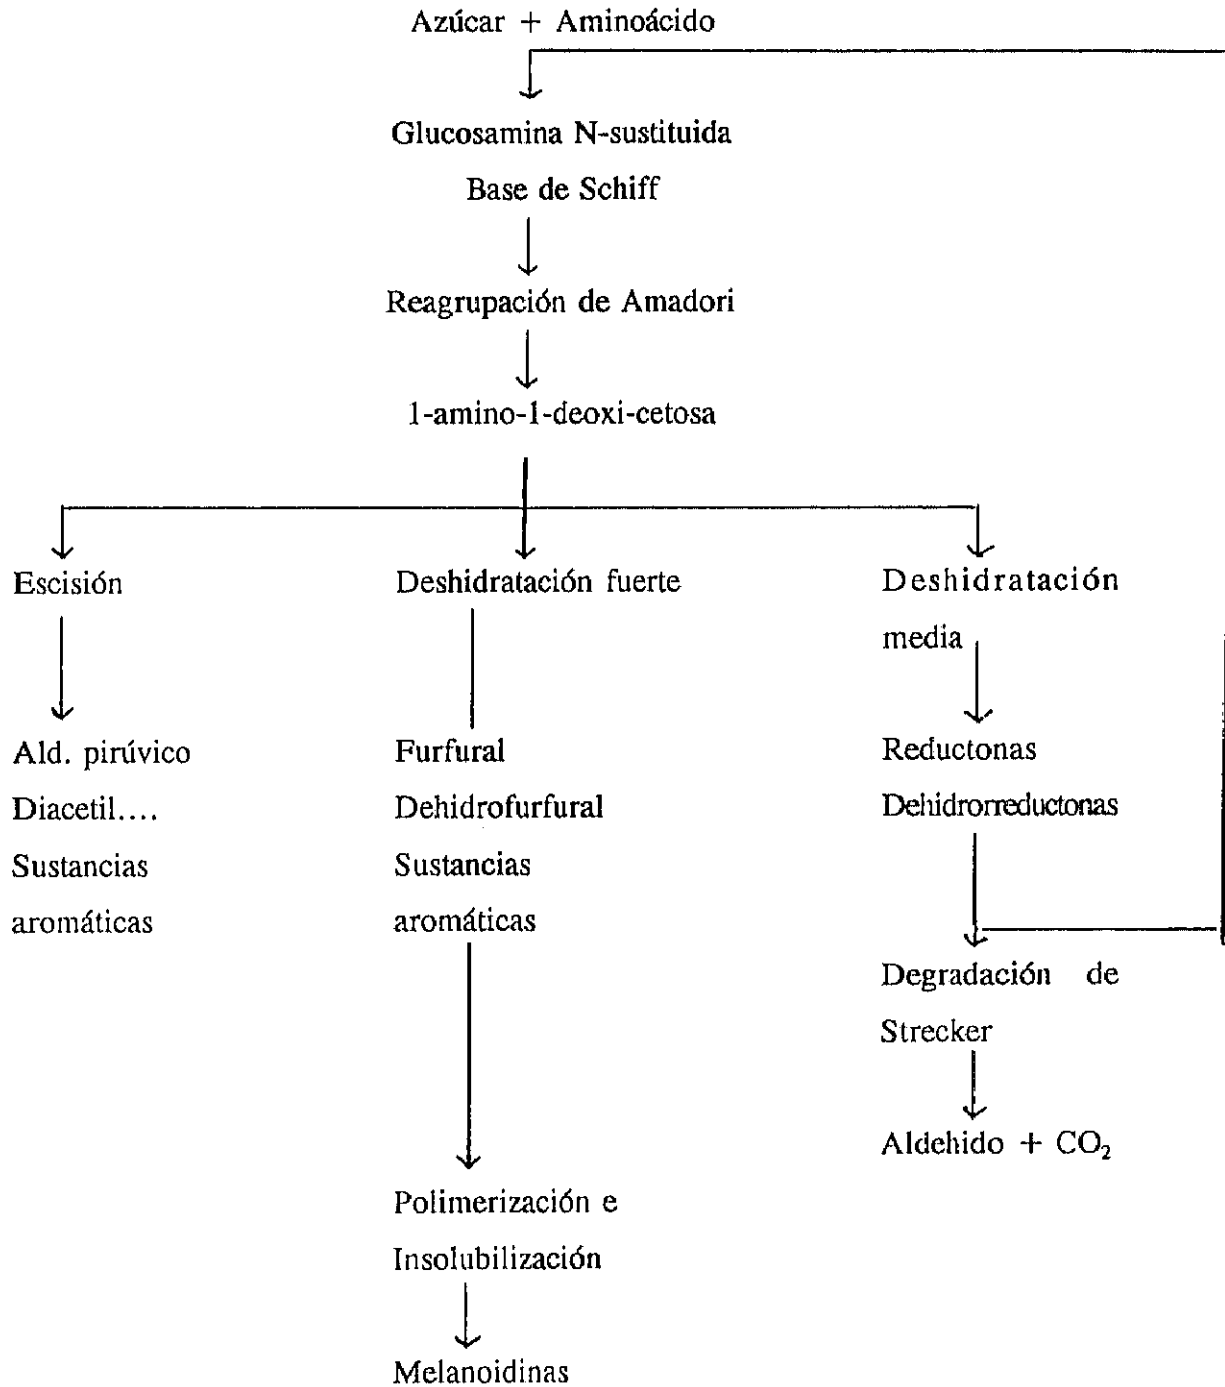 Azúcar + Aminoácido
Glucosamina N-sustituida
Base de Schiff
Reagrupación de Amadori
1-amino-1-deoxi-cetosa
Escisión
Ald. pirúvico
Diacetil....
Sustancias
aromáticas
Deshidratación fuerte
Furfural
Dehidrofurfural
Sustancias
aromáticas
Polimerización e
Insolubilización
Melanoidinas
Deshidratación
media
Reductonas
Dehidrorreductonas
Degradación de
Strecker
Aldehido + CO₂